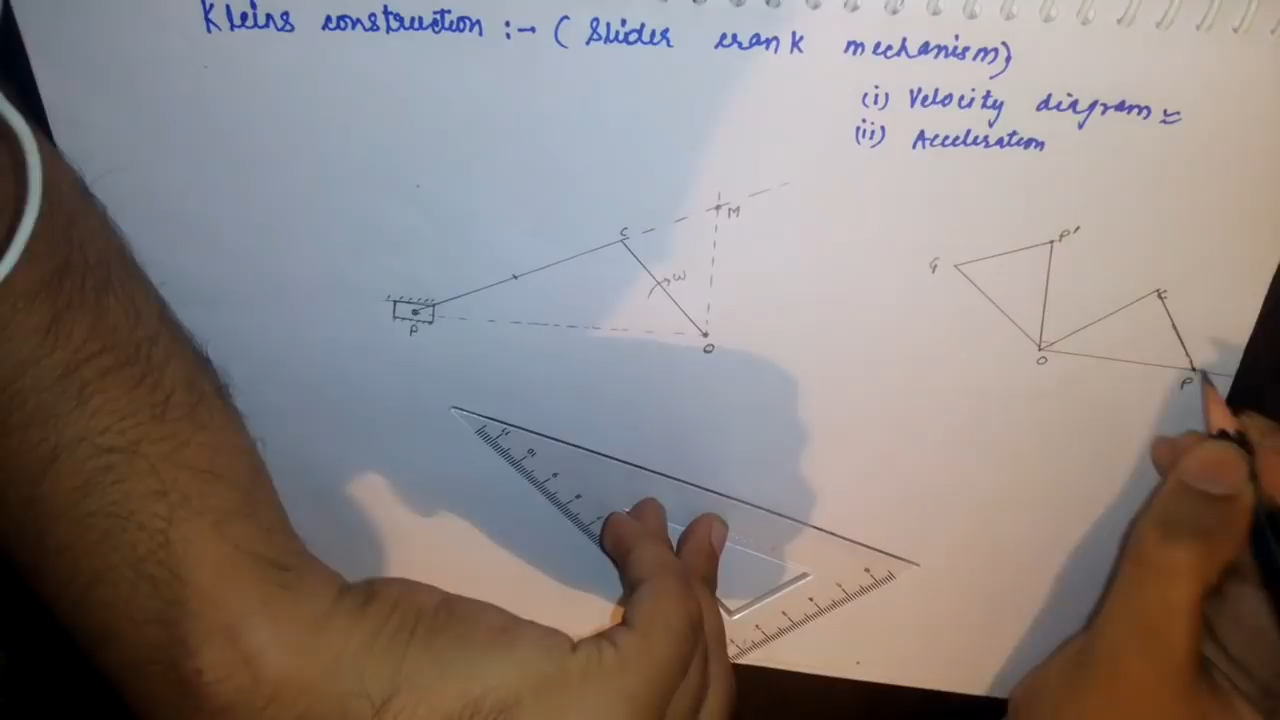 Kleins construction :- ( Slider crank mechanism)
(i) Velocity diagram
(ii) Acceleration
C
M
ω
P
O
P'
O
P